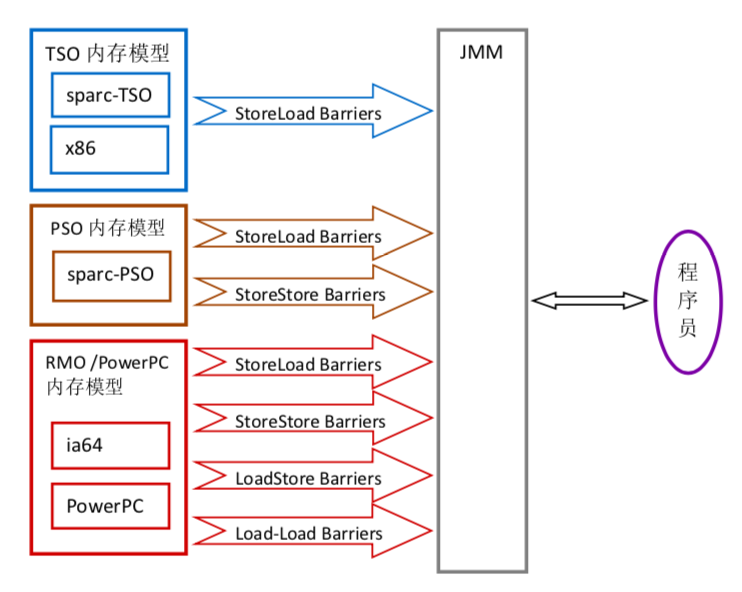 TSO 内存模型
sparc-TSO
x86
StoreLoad Barriers
PSO 内存模型
sparc-PSO
StoreLoad Barriers
StoreStore Barriers
RMO /PowerPC
内存模型
ia64
PowerPC
StoreLoad Barriers
StoreStore Barriers
LoadStore Barriers
Load-Load Barriers
JMM
程
序
员